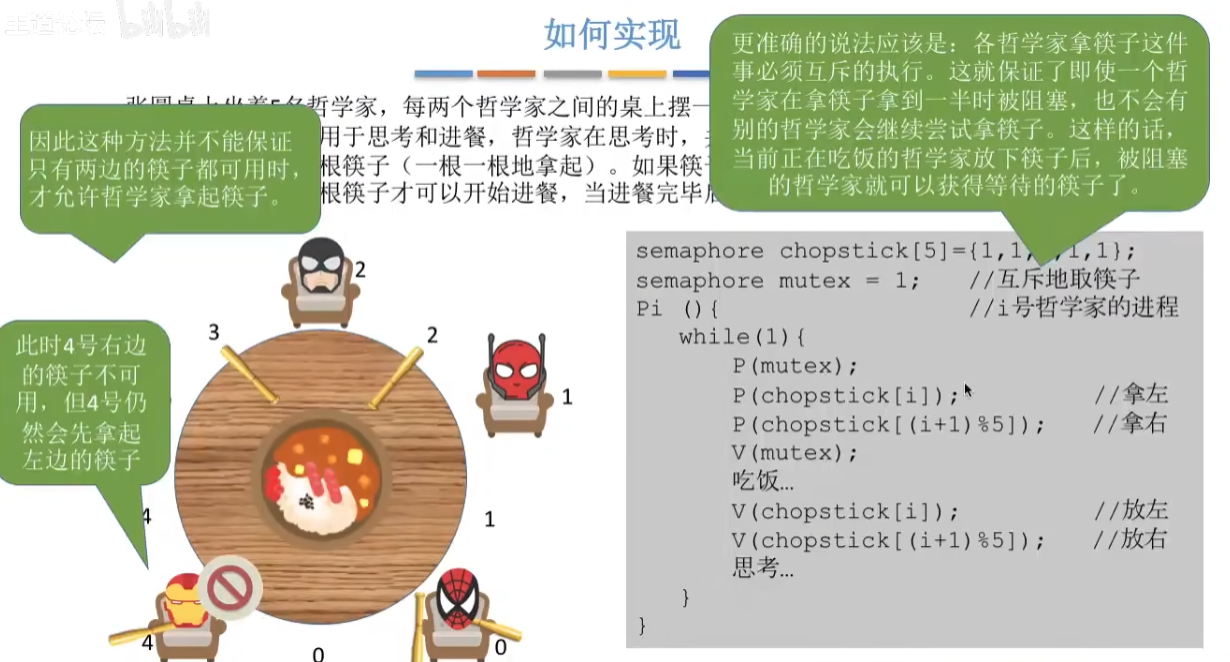 王道论坛 bilibili
如何实现
张圆桌上坐着5名哲学家，每两个哲学家之间的桌上摆一
用于思考和进餐，哲学家在思考时，
根筷子（一根一根地拿起）。如果筷
根筷子才可以开始进餐，当进餐完毕
因此这种方法并不能保证
只有两边的筷子都可用时，
才允许哲学家拿起筷子。
更准确的说法应该是：各哲学家拿筷子这件
事必须互斥的执行。这就保证了即使一个哲
学家在拿筷子拿到一半时被阻塞，也不会有
别的哲学家会继续尝试拿筷子。这样的话，
当前正在吃饭的哲学家放下筷子后，被阻塞
的哲学家就可以获得等待的筷子了。
此时4号右边
的筷子不可
用，但4号仍
然会先拿起
左边的筷子
2
3
2
1
1
4
4
0
0
semaphore chopstick[5]={1,1,1,1};
semaphore mutex = 1; //互斥地取筷子
Pi (){ //i号哲学家的进程
while(1){
P(mutex);
P(chopstick[i]); //拿左
P(chopstick[(i+1)%5]); //拿右
V(mutex);
吃饭…
V(chopstick[i]); //放左
V(chopstick[(i+1)%5]); //放右
思考…
}
}